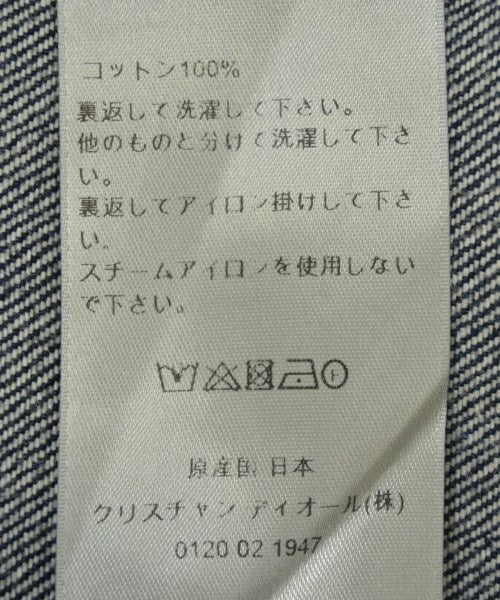 コットン100%
裏返して洗濯して下さい。
他のものと分けて洗濯して下さ
い。
裏返してアイロン掛けして下さ
い。
スチームアイロンを使用しない
で下さい。
原産国 日本
クリスチャン ディオール(株)
0120 02 1947